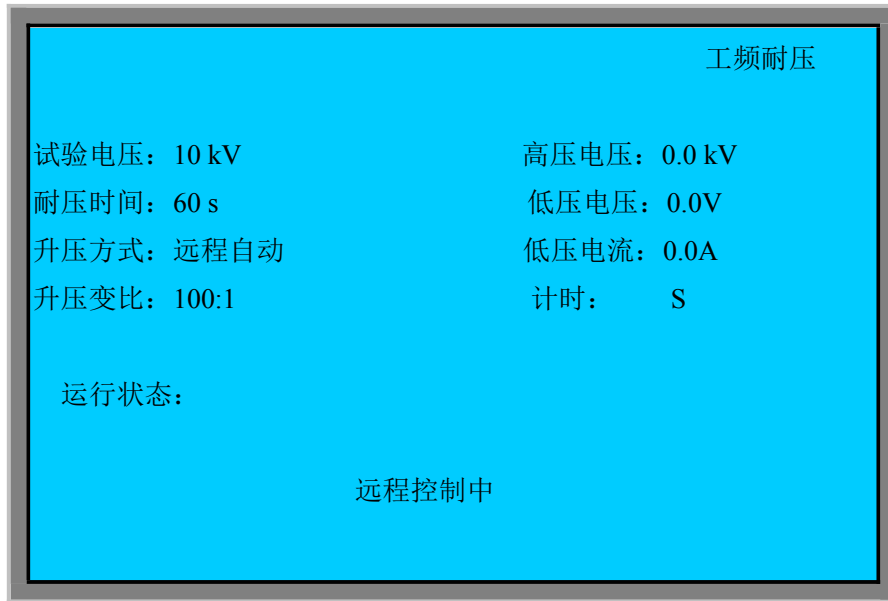 工频耐压
试验电压：10 kV 高压电压：0.0 kV
耐压时间：60 s 低压电压：0.0V
升压方式：远程自动 低压电流：0.0A
升压变比：100:1 计时： S
运行状态：
远程控制中